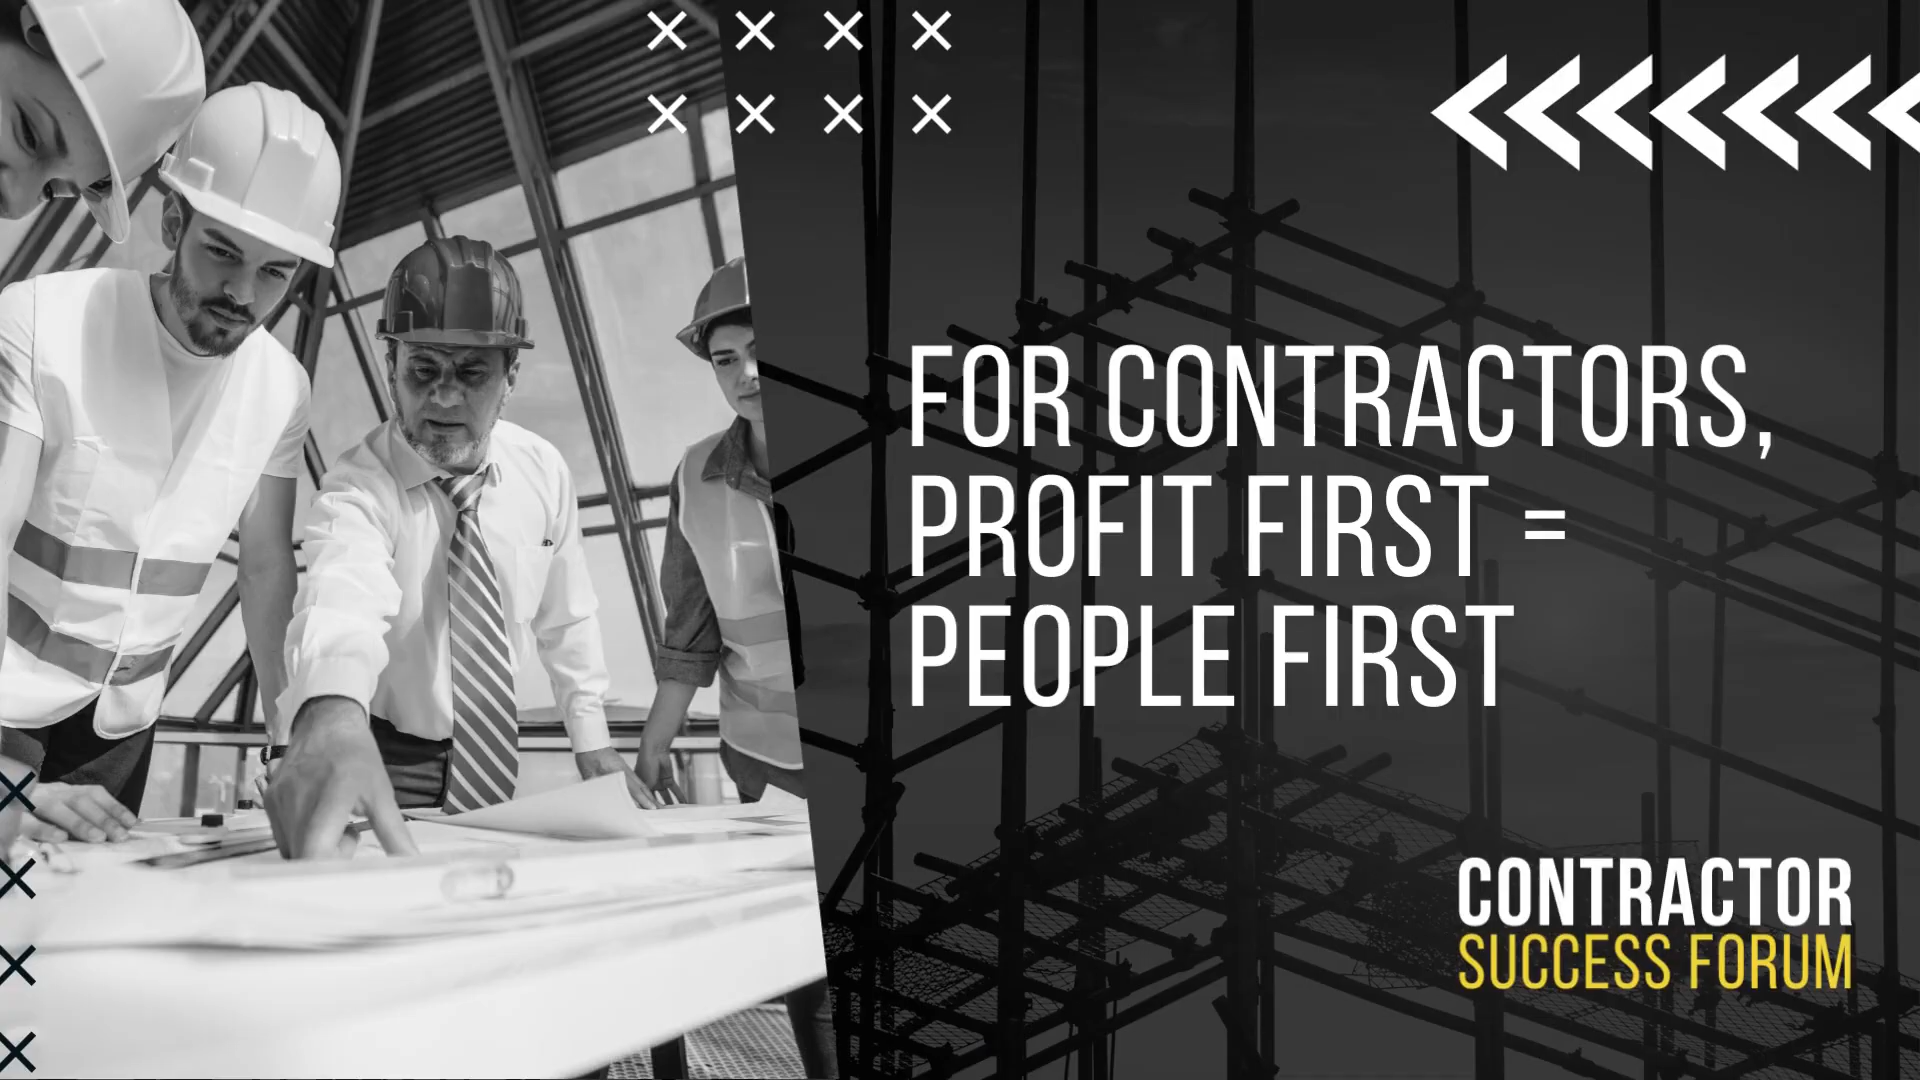 FOR CONTRACTORS,
PROFIT FIRST =
PEOPLE FIRST
CONTRACTOR
SUCCESS FORUM